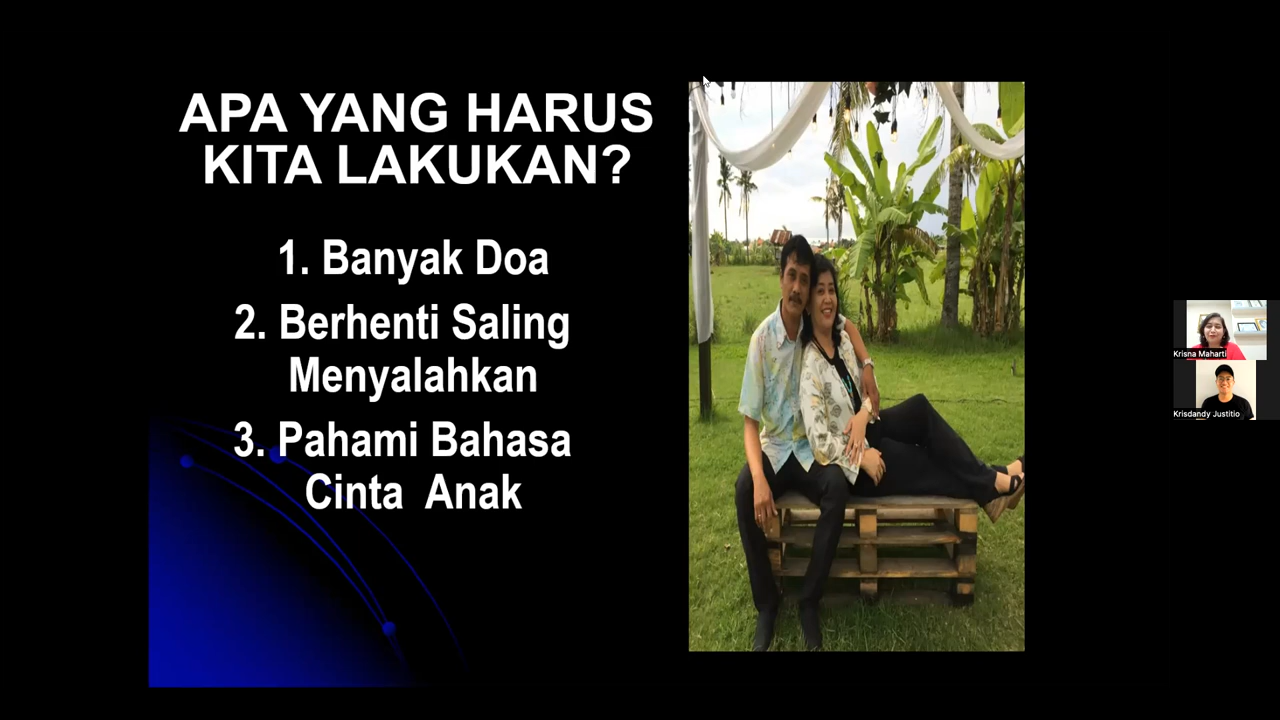 APA YANG HARUS
KITA LAKUKAN?
1. Banyak Doa
2. Berhenti Saling
Menyalahkan
3. Pahami Bahasa
Cinta Anak
Krisna Maharti
Krisdandy Justitio